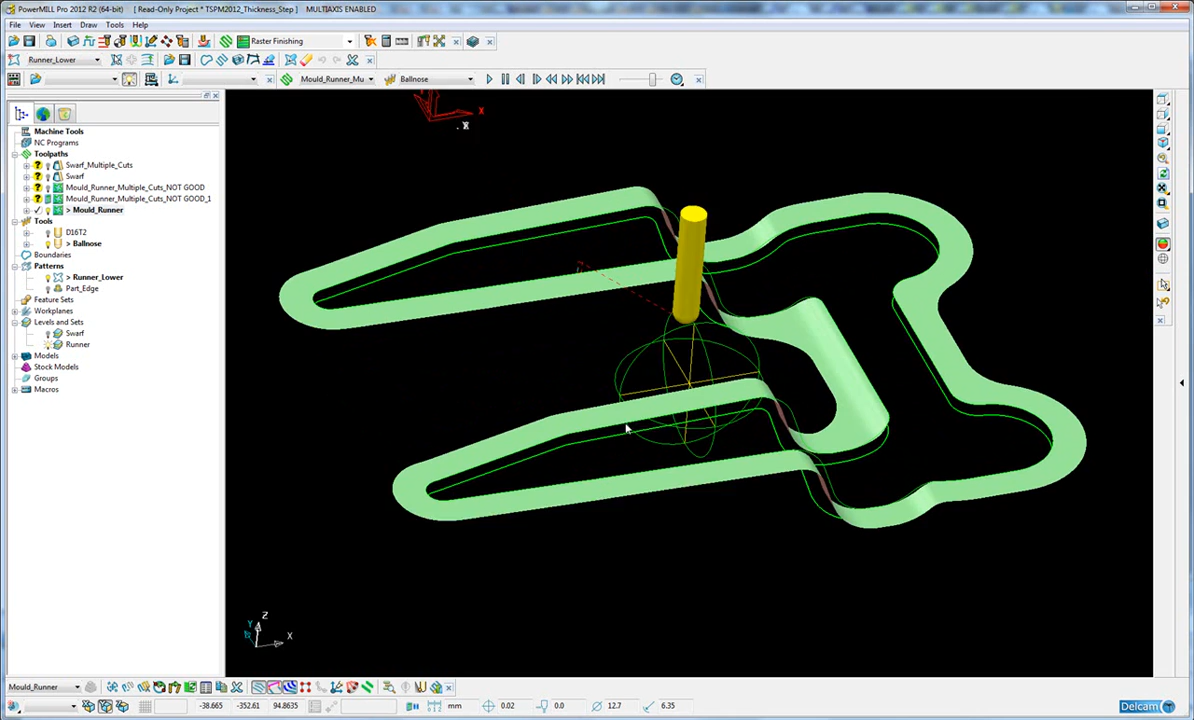 PowerMILL Pro 2012 R2 (64-bit) - [ Read-Only Project * TSPM2012_Thickness_Step ] MULTIAXIS ENABLED
File View Insert Draw Tools Help
Raster Finishing
Runner_Lower
Mould_Runner_Mu Ballnose
Machine Tools
NC Programs
Toolpaths
Swarf_Multiple_Cuts
Swarf
Mould_Runner_Multiple_Cuts_NOT GOOD
Mould_Runner_Multiple_Cuts_NOT GOOD_1
> Mould_Runner
Tools
D16T2
> Ballnose
Boundaries
Patterns
> Runner_Lower
Part_Edge
Feature Sets
Workplanes
Levels and Sets
Swarf
Runner
Models
Stock Models
Groups
Macros
X
Z
Y
X
Mould_Runner
-38.665 -352.61 94.8635 mm 0.02 0.0 12.7 6.35
Delcam